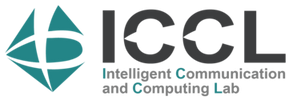 ICCL
Intelligent Communication
and Computing Lab